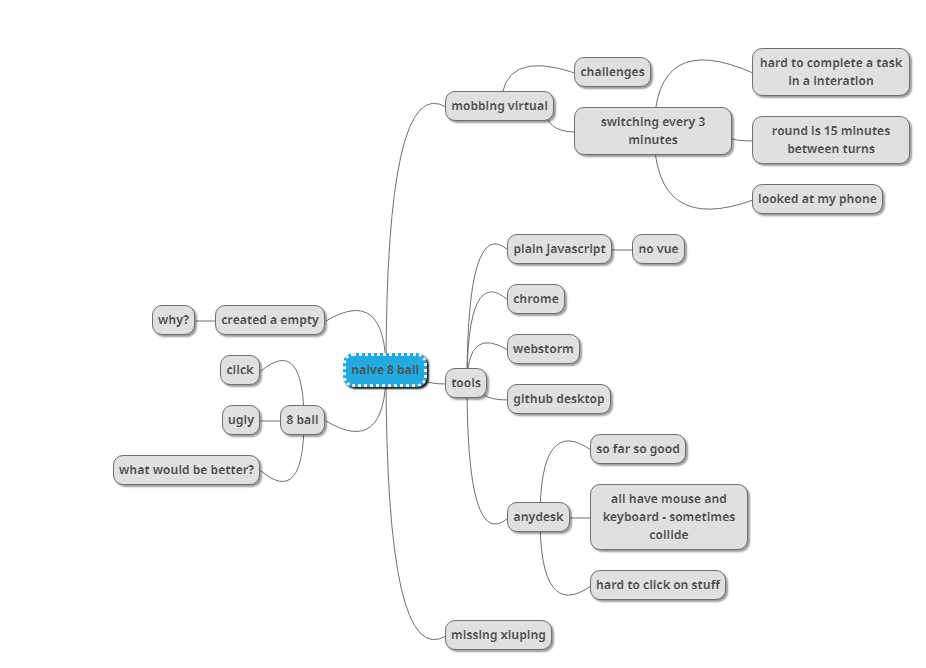 naive 8 ball
mobbing virtual
challenges
switching every 3
minutes
hard to complete a task
in a interation
round is 15 minutes
between turns
looked at my phone
tools
plain javascript
no vue
chrome
webstorm
github desktop
anydesk
so far so good
all have mouse and
keyboard - sometimes
collide
hard to click on stuff
missing xiuping
created a empty
why?
8 ball
click
ugly
what would be better?